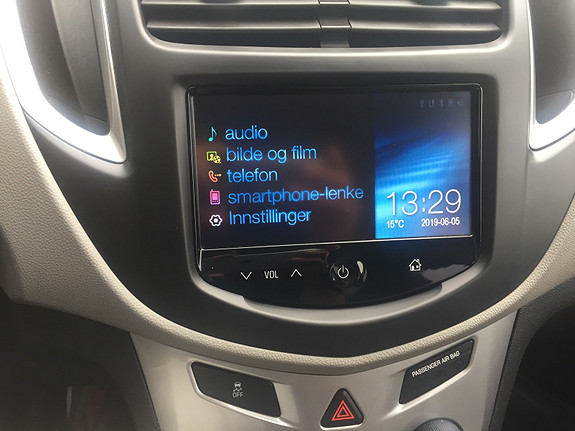 audio
bilde og film
telefon
smartphone-lenke
Innstillinger
13:29
15°C 2019-06-05
VOL
OFF
PASSENGER AIR BAG